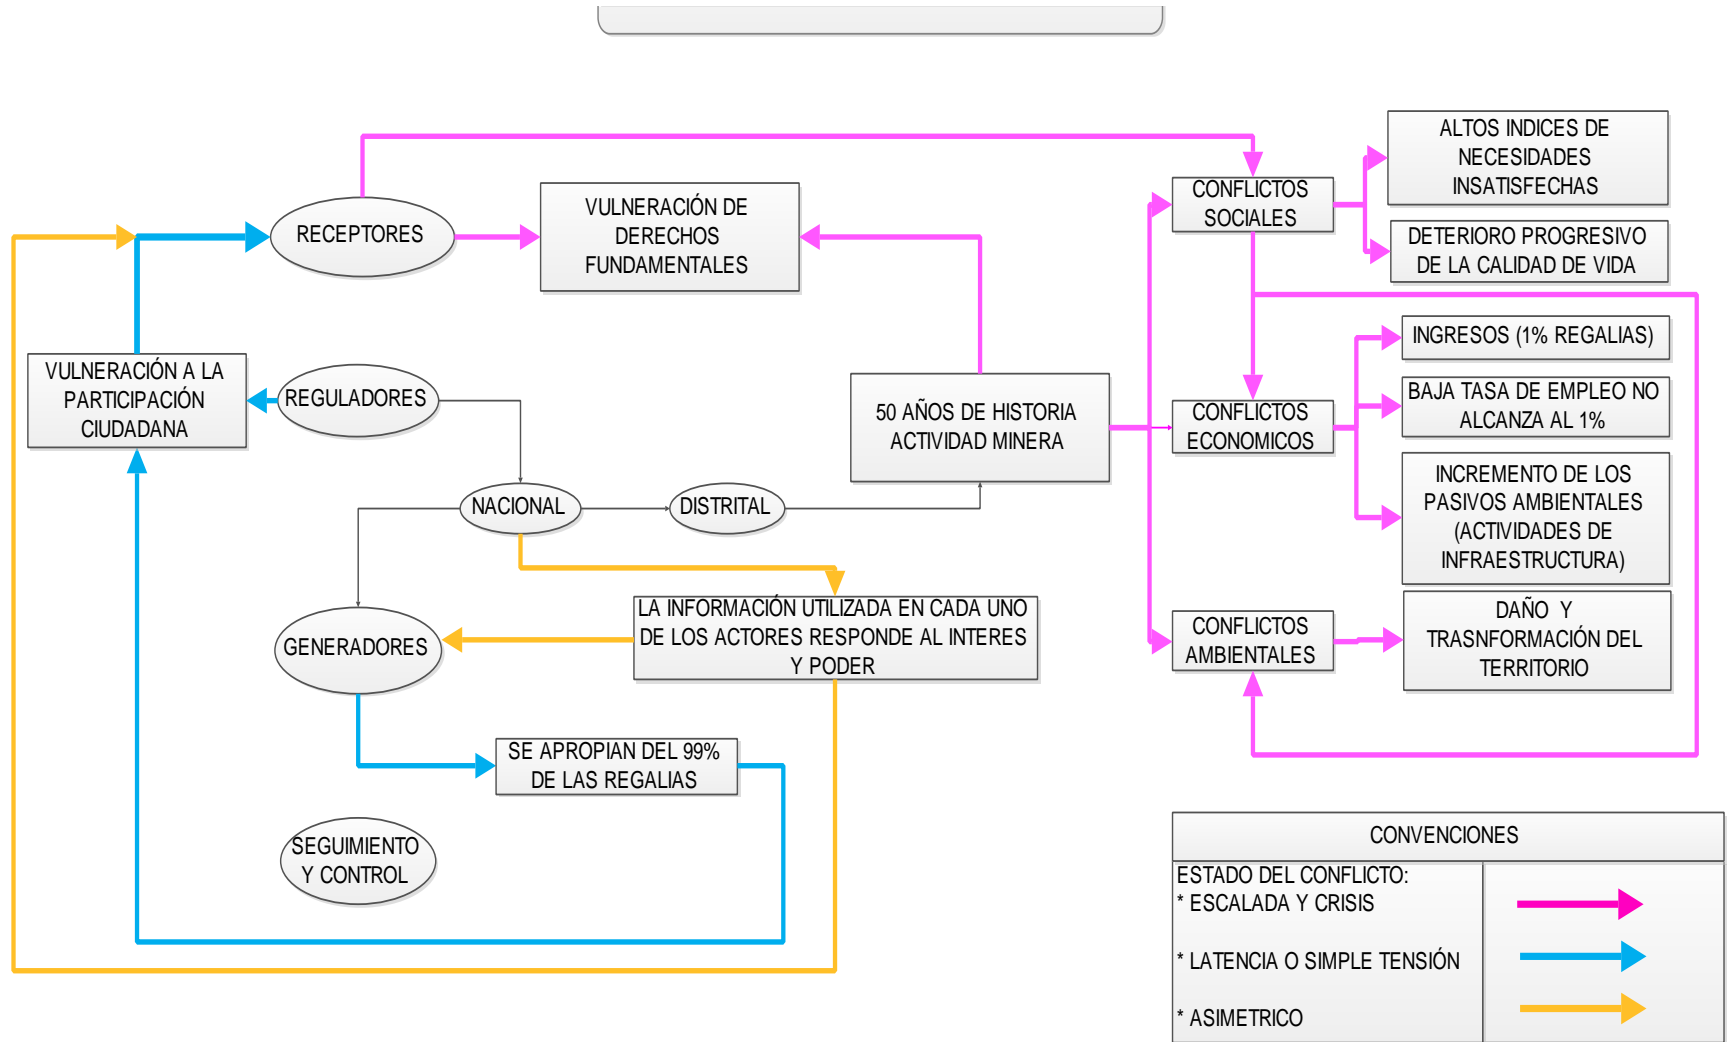 RECEPTORES
VULNERACIÓN DE
DERECHOS
FUNDAMENTALES
CONFLICTOS
SOCIALES
ALTOS INDICES DE
NECESIDADES
INSATISFECHAS
DETERIORO PROGRESIVO
DE LA CALIDAD DE VIDA
VULNERACIÓN A LA
PARTICIPACIÓN
CIUDADANA
REGULADORES
50 AÑOS DE HISTORIA
ACTIVIDAD MINERA
CONFLICTOS
ECONOMICOS
INGRESOS (1% REGALIAS)
BAJA TASA DE EMPLEO NO
ALCANZA AL 1%
INCREMENTO DE LOS
PASIVOS AMBIENTALES
(ACTIVIDADES DE
INFRAESTRUCTURA)
NACIONAL
DISTRITAL
GENERADORES
LA INFORMACIÓN UTILIZADA EN CADA UNO
DE LOS ACTORES RESPONDE AL INTERES
Y PODER
CONFLICTOS
AMBIENTALES
DAÑO Y
TRASNFORMACIÓN DEL
TERRITORIO
SE APROPIAN DEL 99%
DE LAS REGALIAS
SEGUIMIENTO
Y CONTROL
CONVENCIONES
ESTADO DEL CONFLICTO:
* ESCALADA Y CRISIS
* LATENCIA O SIMPLE TENSIÓN
* ASIMETRICO